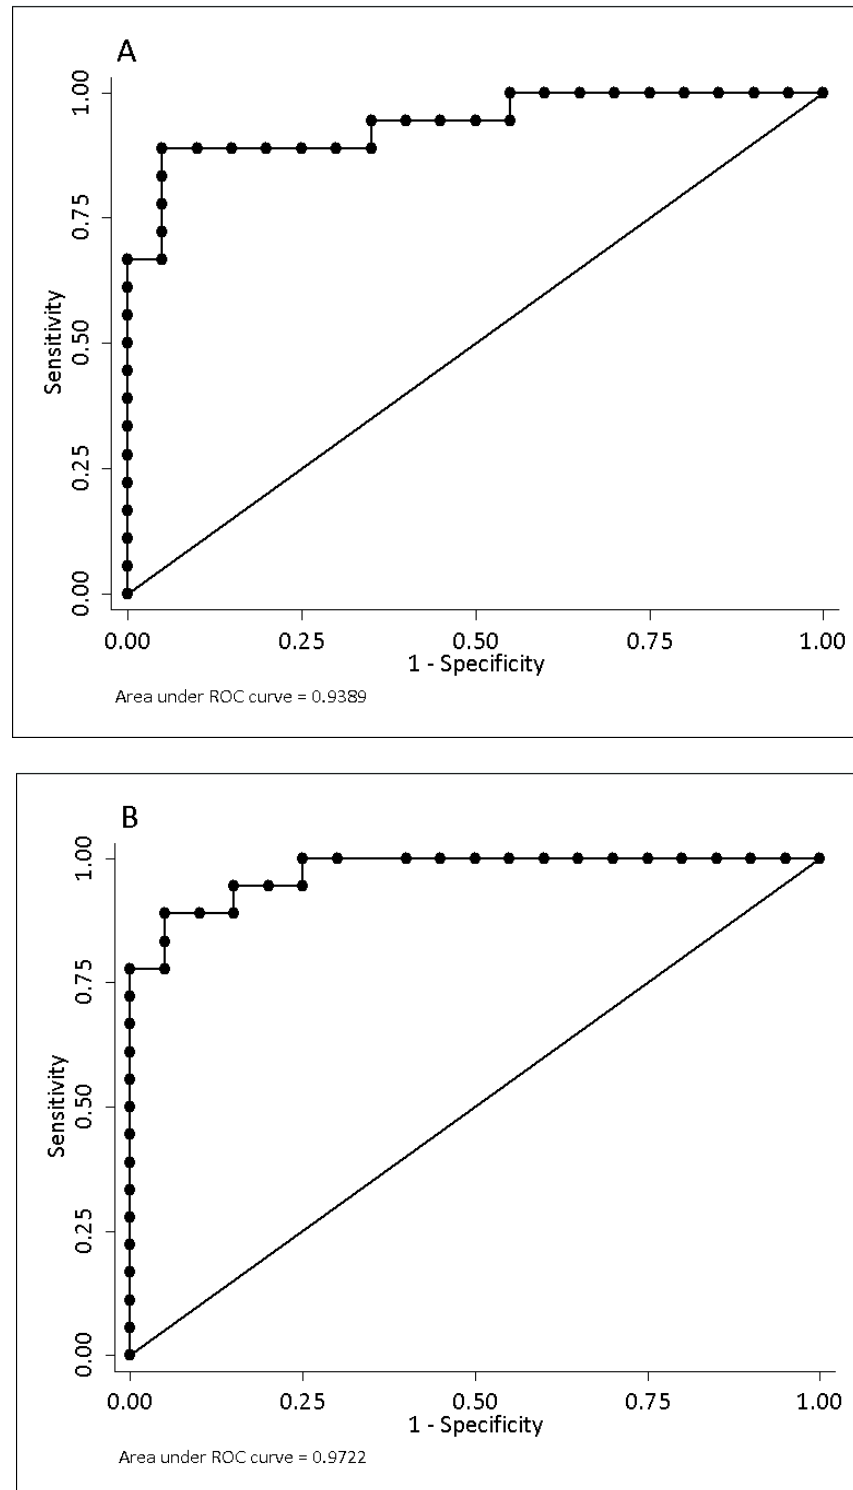 A
Sensitivity
1.00
0.75
0.50
0.25
0.00
0.00 0.25 0.50 0.75 1.00
1 - Specificity
Area under ROC curve = 0.9389
B
Sensitivity
1.00
0.75
0.50
0.25
0.00
0.00 0.25 0.50 0.75 1.00
1 - Specificity
Area under ROC curve = 0.9722